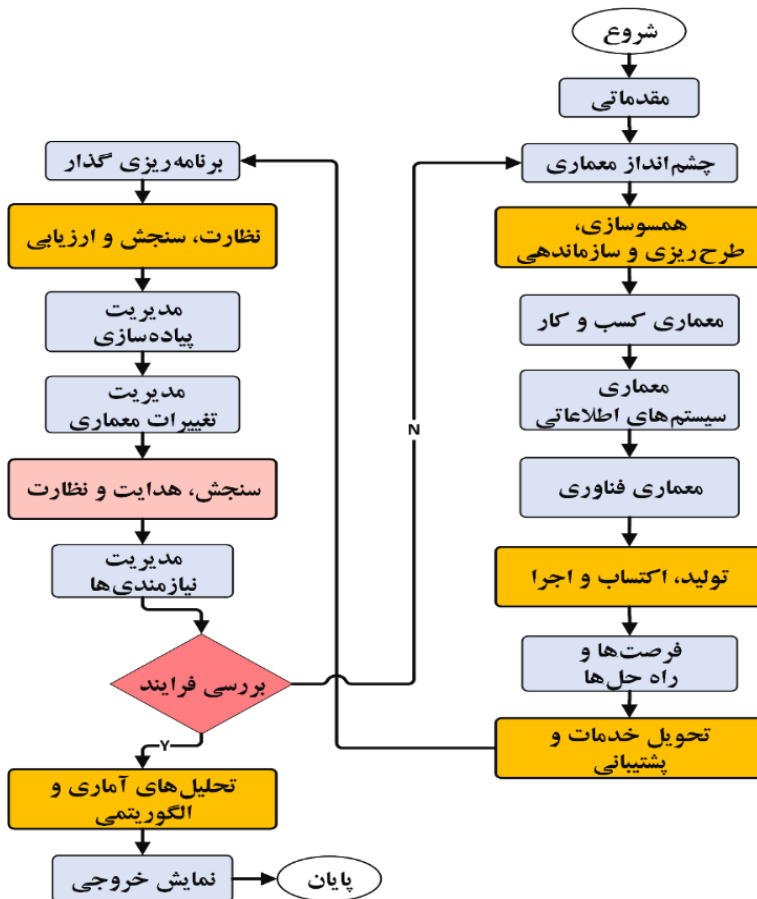 شروع
مقدماتی
چشم‌انداز معماری
همسوسازی،
طرح‌ریزی و سازماندهی
معماری کسب و کار
معماری
سیستم‌های اطلاعاتی
معماری فناوری
تولید، اکتساب و اجرا
فرصت‌ها و
راه حل‌ها
تحویل خدمات و
پشتیبانی
برنامه‌ریزی گذار
نظارت، سنجش و ارزیابی
مدیریت
پیاده‌سازی
مدیریت
تغییرات معماری
سنجش، هدایت و نظارت
مدیریت
نیازمندی‌ها
بررسی فرایند
N
Y
تحلیل‌های آماری و
الگوریتمی
نمایش خروجی
پایان